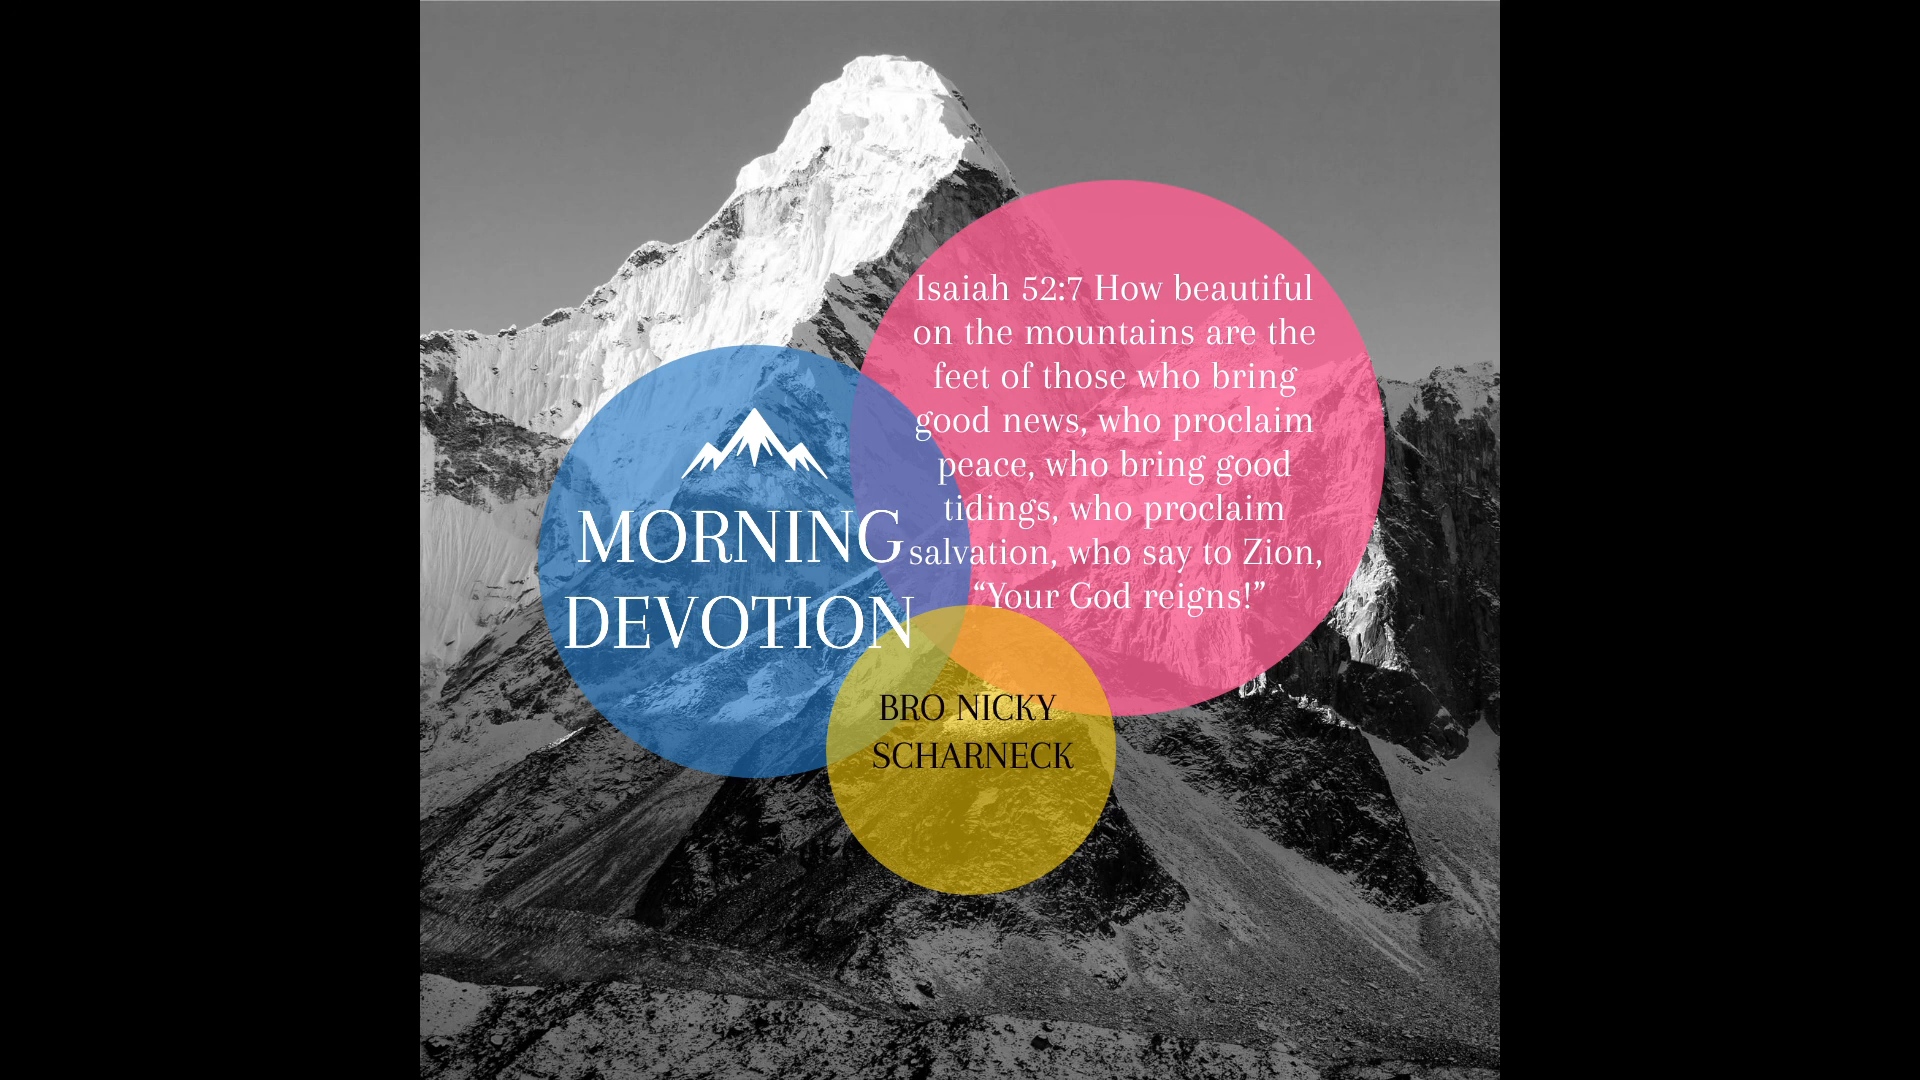 MORNING
DEVOTION
Isaiah 52:7 How beautiful
on the mountains are the
feet of those who bring
good news, who proclaim
peace, who bring good
tidings, who proclaim
salvation, who say to Zion,
“Your God reigns!”
BRO NICKY
SCHARNECK